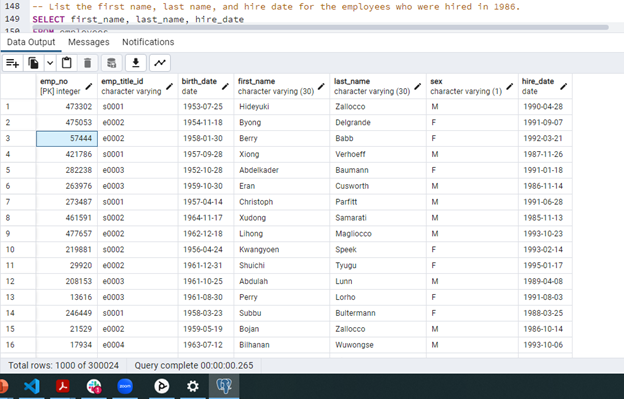 148 -- List the first name, last name, and hire date for the employees who were hired in 1986.
149 SELECT first_name, last_name, hire_date
150 FROM employees
Data Output Messages Notifications
emp_no emp_title_id birth_date first_name last_name sex hire_date
[PK] integer character varying date character varying (30) character varying (30) character varying (1) date
1 473302 s0001 1953-07-25 Hideyuki Zallocco M 1990-04-28
2 475053 e0002 1954-11-18 Byong Delgrande F 1991-09-07
3 57444 e0002 1958-01-30 Berry Babb F 1992-03-21
4 421786 s0001 1957-09-28 Xiong Verhoeff M 1987-11-26
5 282238 e0003 1952-10-28 Abdelkader Baumann F 1991-01-18
6 263976 e0003 1959-10-30 Eran Cusworth M 1986-11-14
7 273487 s0001 1957-04-14 Christoph Parfitt M 1991-06-28
8 461591 s0002 1964-11-17 Xudong Samarati M 1985-11-13
9 477657 e0002 1962-12-18 Lihong Magliocco M 1993-10-23
10 219881 s0002 1956-04-24 Kwangyoen Speek F 1993-02-14
11 29920 e0002 1961-12-31 Shuichi Tyugu F 1995-01-17
12 208153 e0003 1961-10-25 Abdulah Lunn M 1989-04-08
13 13616 e0003 1961-08-30 Perry Lorho F 1991-08-03
14 246449 s0001 1958-03-23 Subbu Bultermann F 1988-03-25
15 21529 e0002 1959-05-19 Bojan Zallocco M 1986-10-14
16 17934 e0004 1963-07-12 Bilhanan Wuwongse M 1993-10-06
Total rows: 1000 of 300024 Query complete 00:00:00.265
zoom